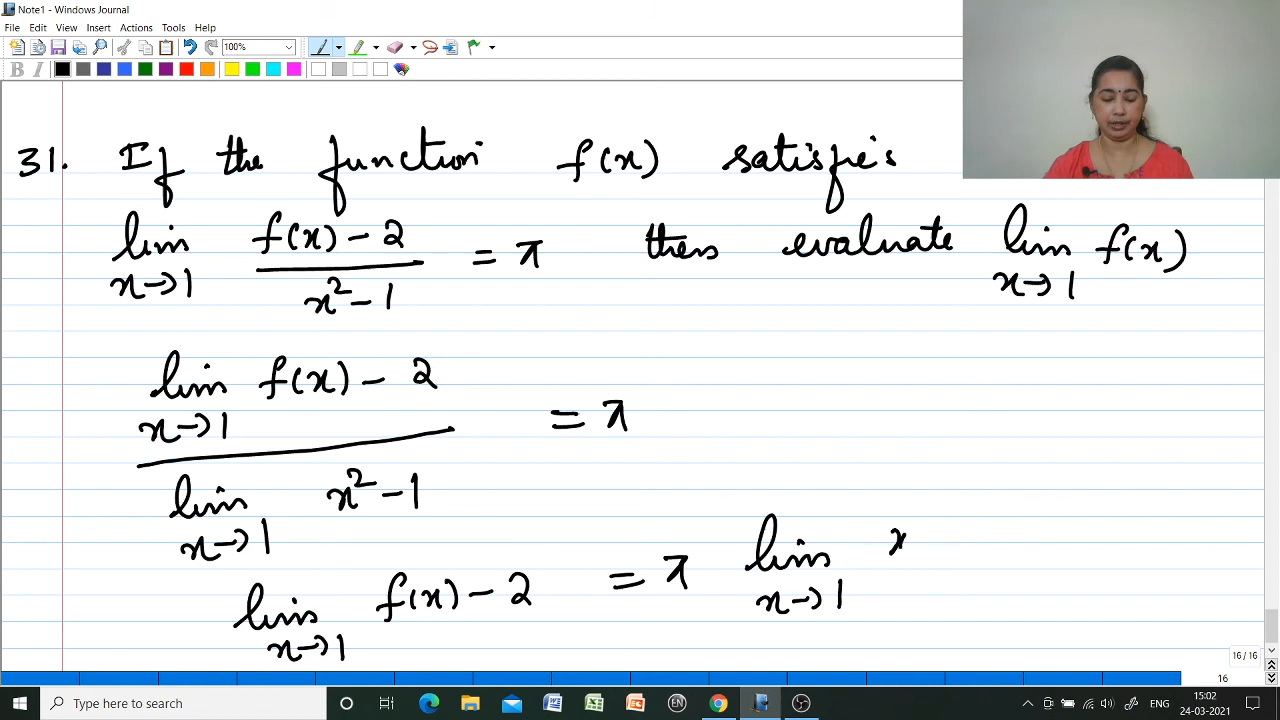 Note1 - Windows Journal
File Edit View Insert Actions Tools Help
100%
B I
31. If the function f(x) satisfies
lim x→1 f(x) - 2 / x² - 1 = π then evaluate lim x→1 f(x)
lim x→1 f(x) - 2 / lim x→1 x² - 1 = π
lim x→1 f(x) - 2 = π lim x→1 x
16 / 16
16
Type here to search
EN
ENG
15:02
24-03-2021